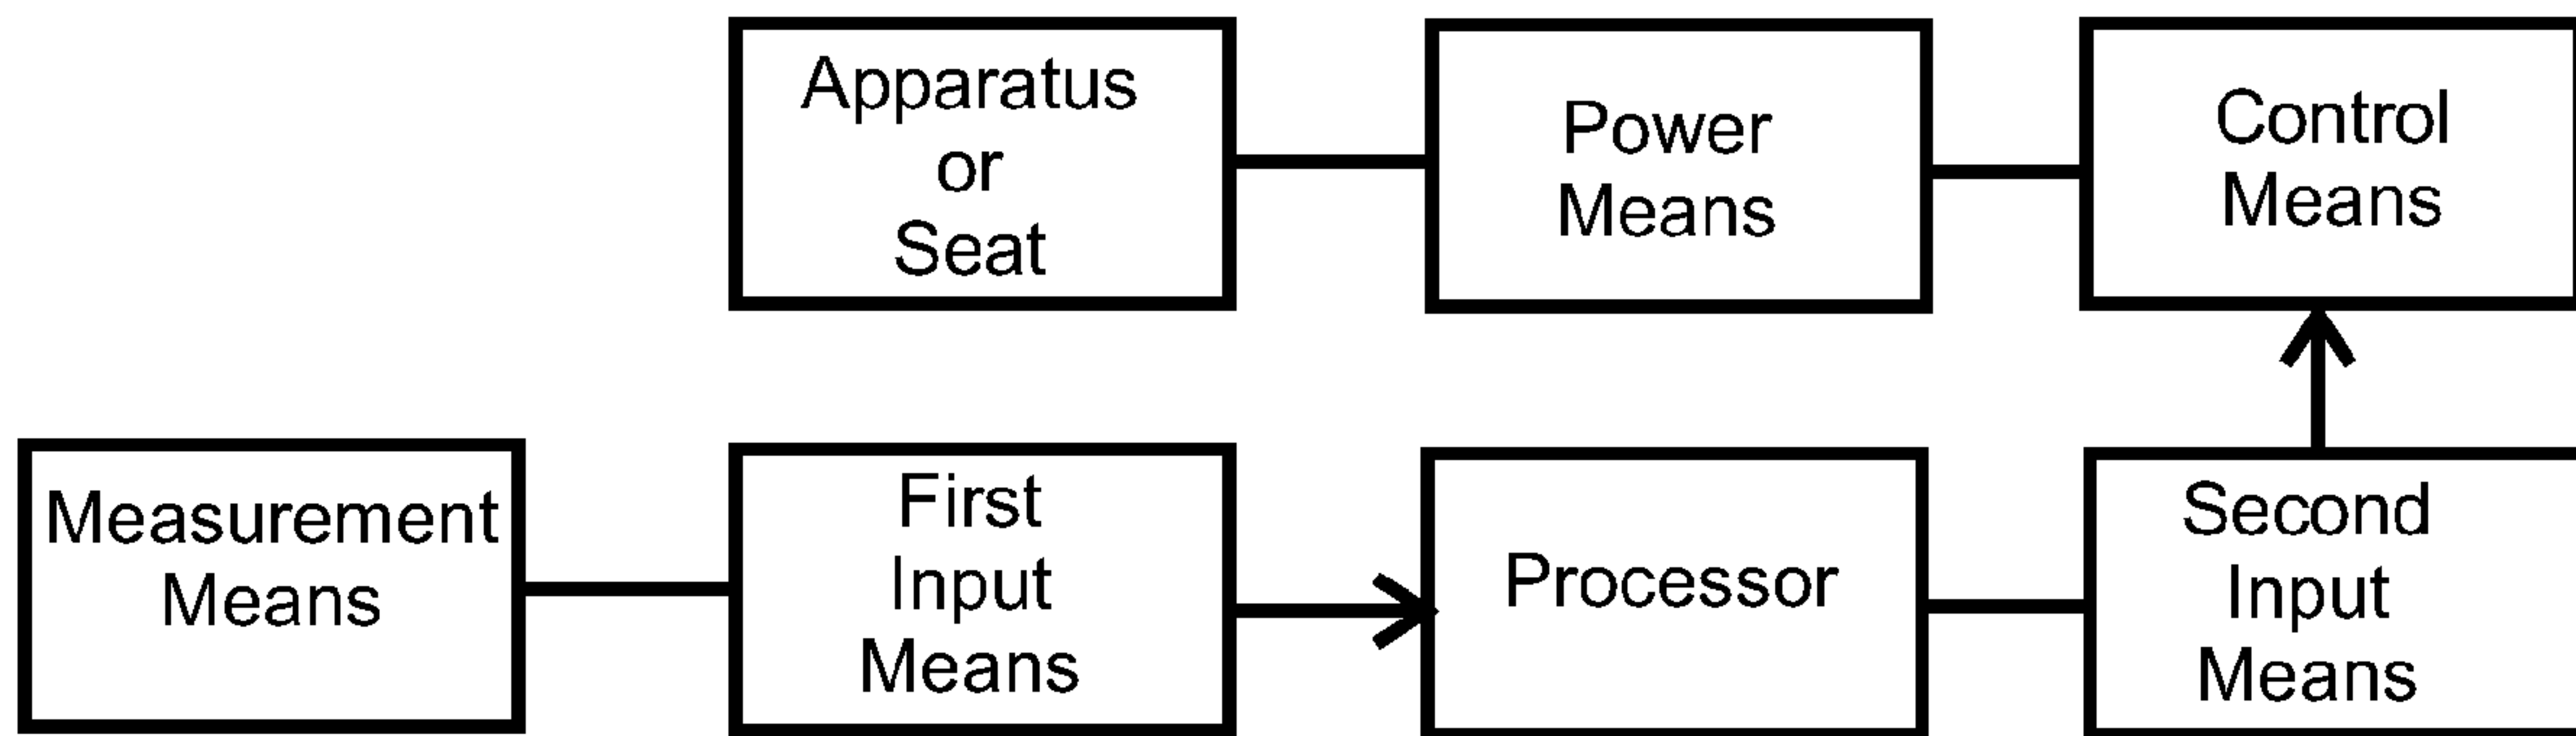 Apparatus
or
Seat
Power
Means
Control
Means
Measurement
Means
First
Input
Means
Processor
Second
Input
Means